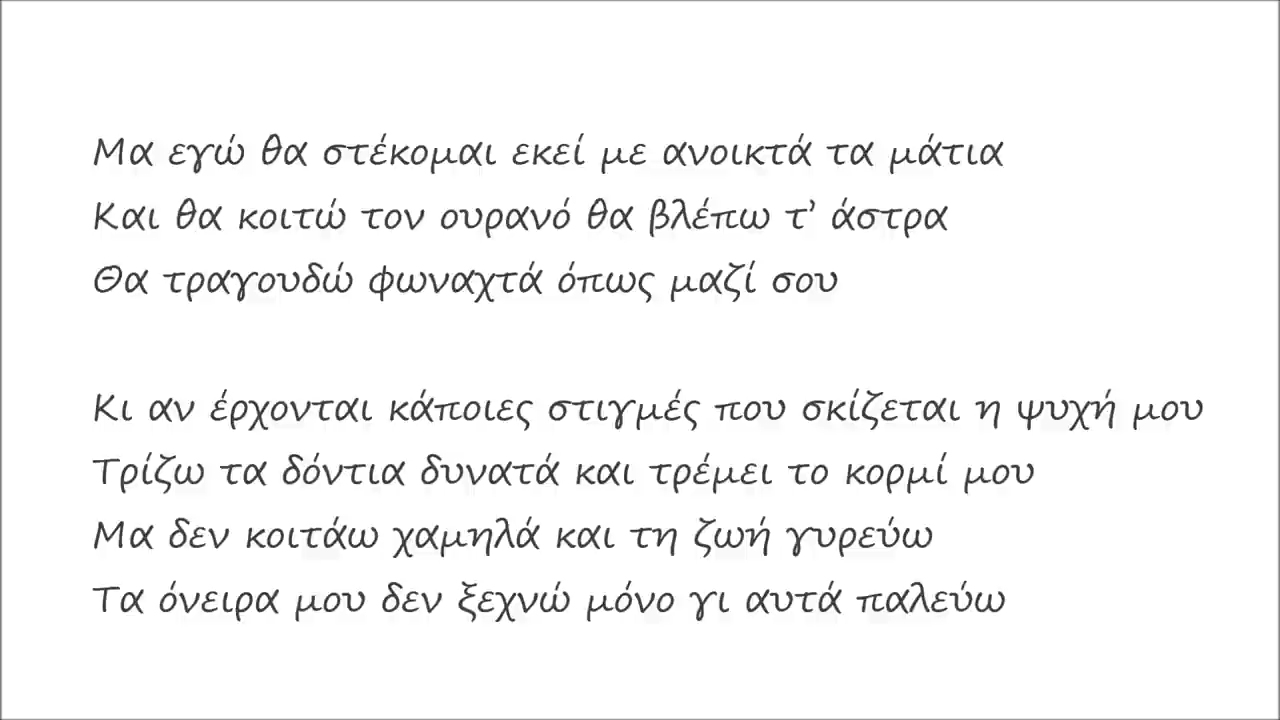 Μα εγώ θα στέκομαι εκεί με ανοικτά τα μάτια
Και θα κοιτώ τον ουρανό θα βλέπω τ' άστρα
Θα τραγουδώ φωναχτά όπως μαζί σου
Κι αν έρχονται κάποιες στιγμές που σκίζεται η ψυχή μου
Τρίζω τα δόντια δυνατά και τρέμει το κορμί μου
Μα δεν κοιτάω χαμηλά και τη ζωή γυρεύω
Τα όνειρα μου δεν ξεχνώ μόνο γι αυτά παλεύω